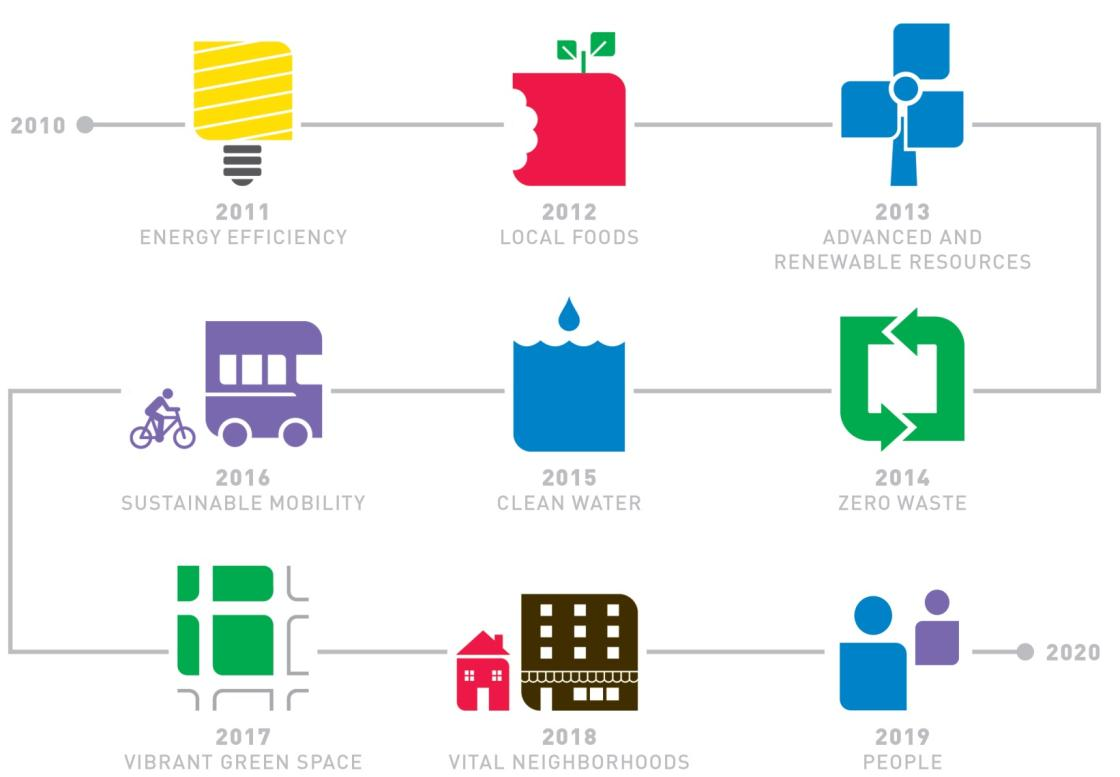 2010
2011
ENERGY EFFICIENCY
2012
LOCAL FOODS
2013
ADVANCED AND
RENEWABLE RESOURCES
2016
SUSTAINABLE MOBILITY
2015
CLEAN WATER
2014
ZERO WASTE
2017
VIBRANT GREEN SPACE
2018
VITAL NEIGHBORHOODS
2019
PEOPLE
2020